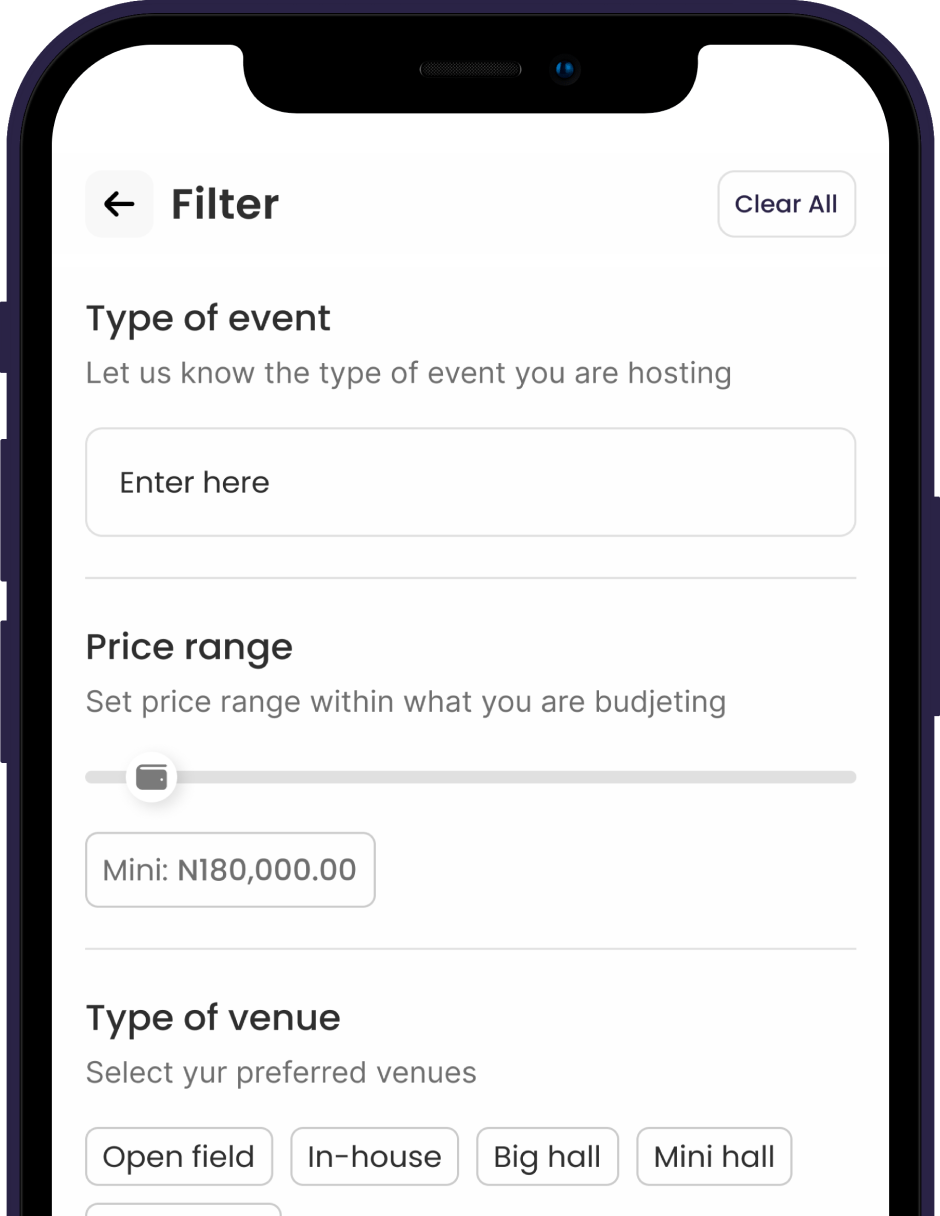 Filter
Clear All
Type of event
Let us know the type of event you are hosting
Enter here
Price range
Set price range within what you are budjeting
Mini: N180,000.00
Type of venue
Select yur preferred venues
Open field
In-house
Big hall
Mini hall